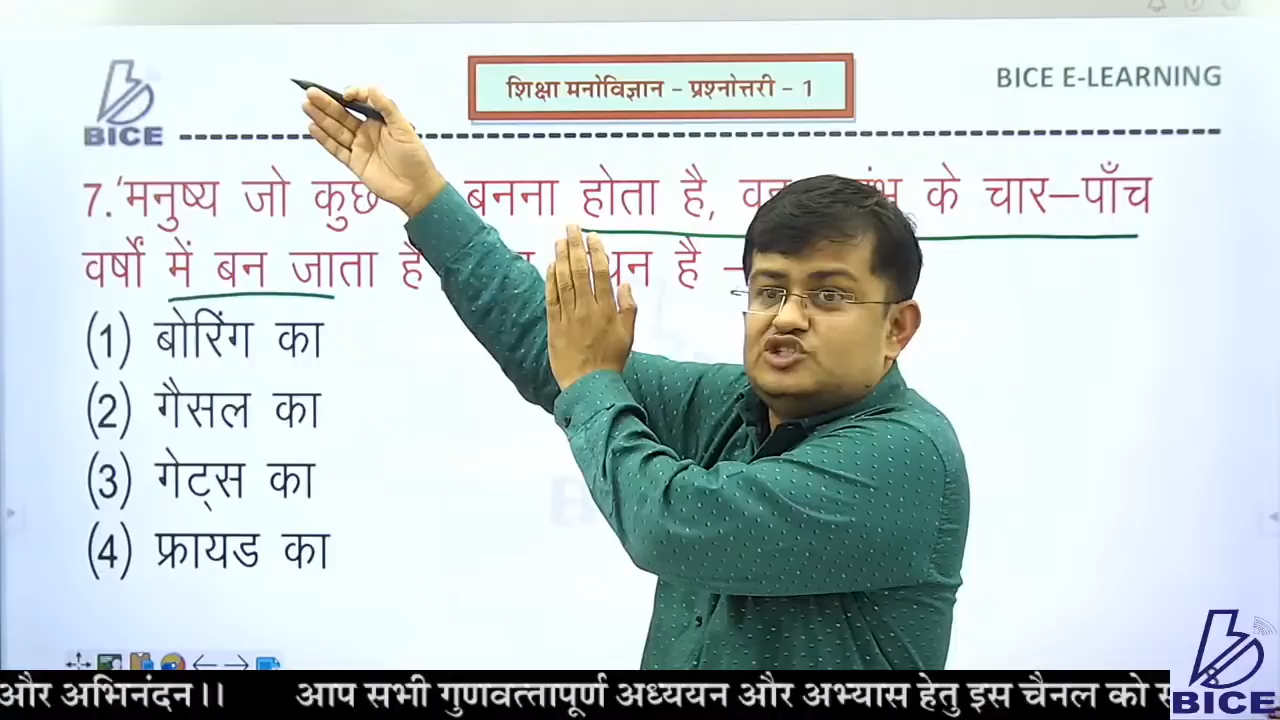 शिक्षा मनोविज्ञान – प्रश्नोत्तरी – 1
BICE E-LEARNING
BICE
7. ‘मनुष्य जो कुछ बनना होता है, के चार–पाँच
वर्षों में बन जाता है है –
(1) बोरिंग का
(2) गैसल का
(3) गेट्स का
(4) फ्रायड का
और अभिनंदन।। आप सभी गुणवत्तापूर्ण अध्ययन और अभ्यास हेतु इस चैनल को
BICE